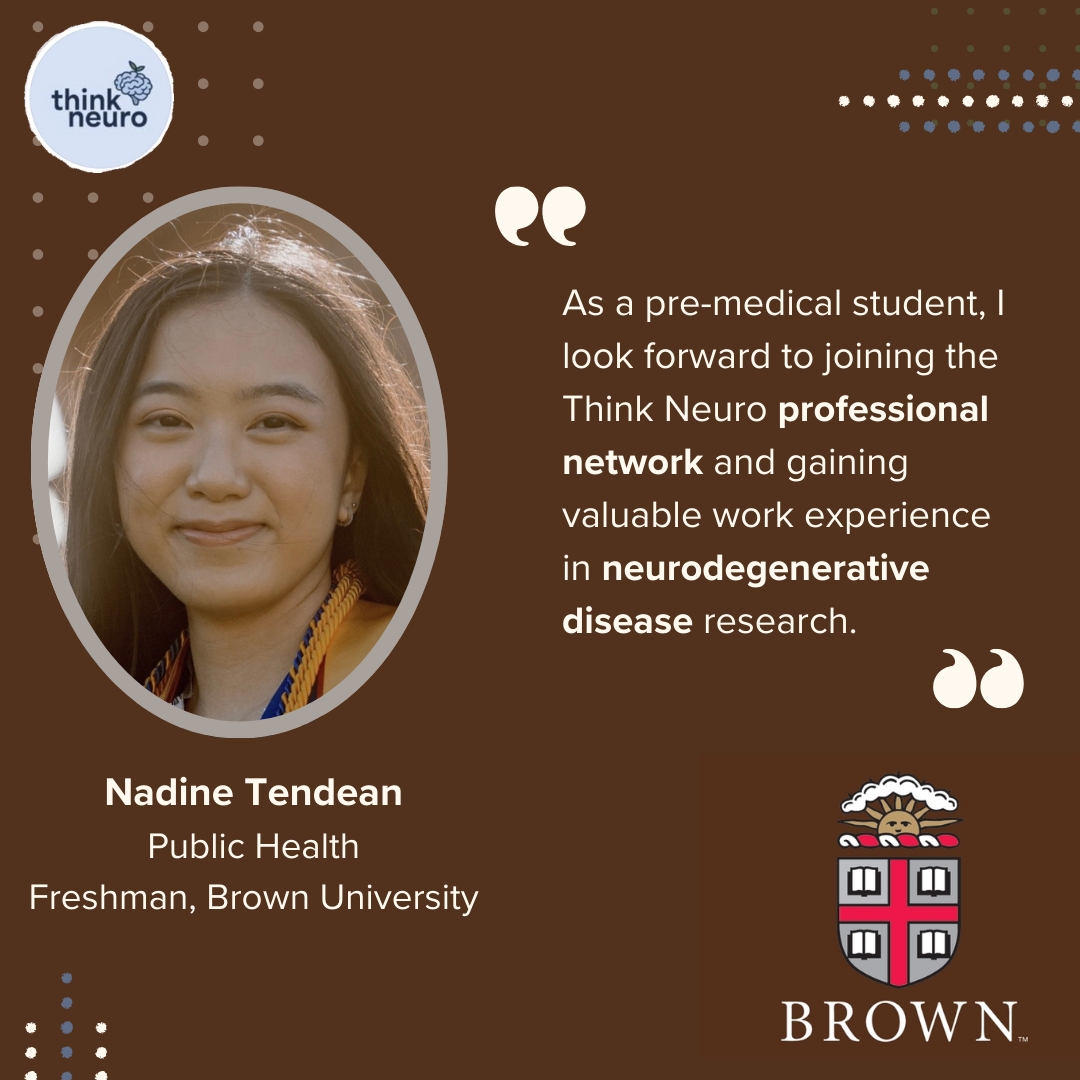 think
neuro
As a pre-medical student, I
look forward to joining the
Think Neuro professional
network and gaining
valuable work experience
in neurodegenerative
disease research.
Nadine Tendean
Public Health
Freshman, Brown University
BROWN™